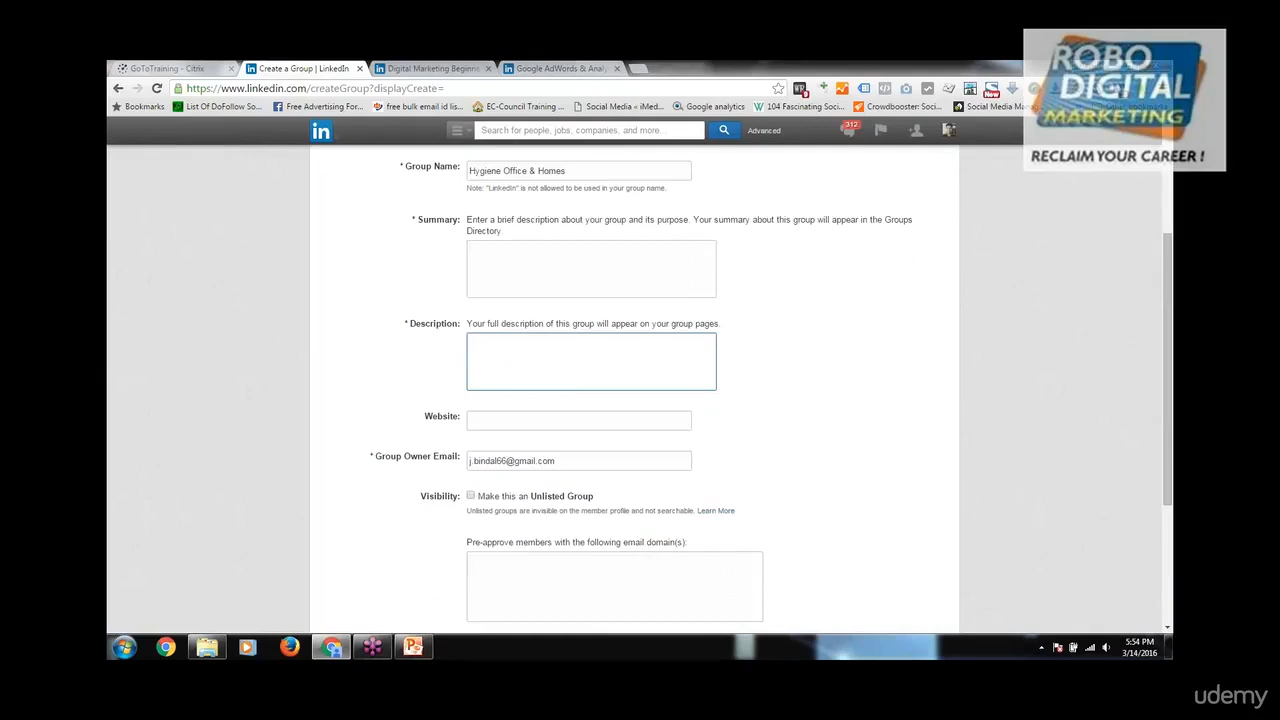 ROBO
DIGITAL
MARKETING
RECLAIM YOUR CAREER !
GoToTraining - Citrix
Create a Group | LinkedIn
Digital Marketing Beginn
Google AdWords & Anal
https://www.linkedin.com/createGroup?displayCreate=
Bookmarks
List Of DoFollow So...
Free Advertising For...
free bulk email id lis
EC-Council Training ...
Social Media « iMed...
Google analytics
104 Fascinating Soci...
Crowdbooster: Soci...
Social Media Man
Search for people, jobs, companies, and more...
Advanced
312
* Group Name:
Hygiene Office & Homes
Note: "LinkedIn" is not allowed to be used in your group name.
* Summary:
Enter a brief description about your group and its purpose. Your summary about this group will appear in the Groups
Directory.
* Description:
Your full description of this group will appear on your group pages.
Website:
* Group Owner Email:
j.bindal66@gmail.com
Visibility:
Make this an Unlisted Group
Unlisted groups are invisible on the member profile and not searchable. Learn More
Pre-approve members with the following email domain(s):
5:54 PM
3/14/2016
udemy